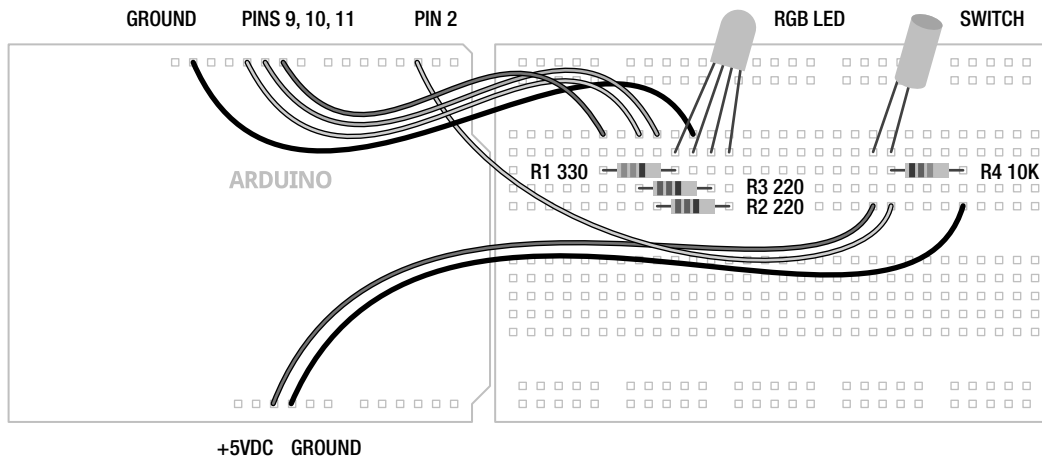 GROUND PINS 9, 10, 11 PIN 2 RGB LED SWITCH
R1 330
R4 10K
ARDUINO
R3 220
R2 220
+5VDC GROUND